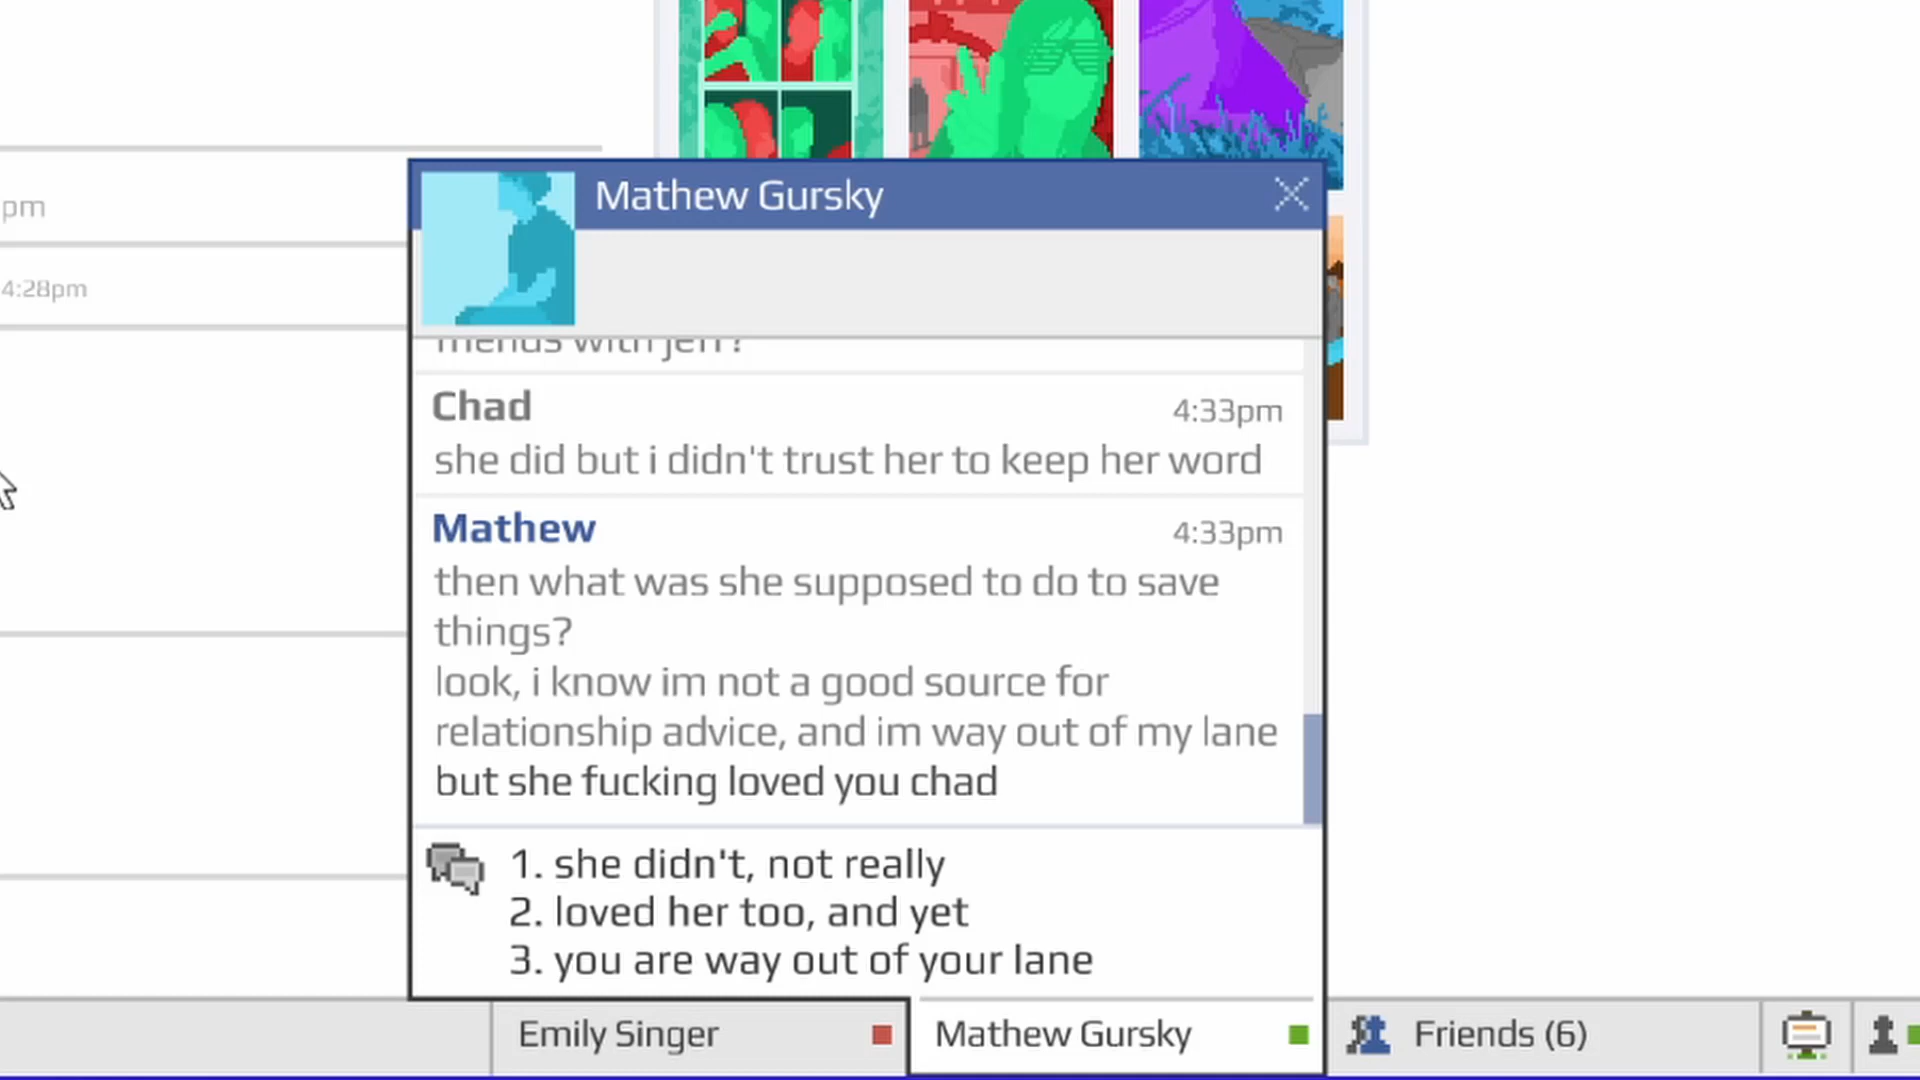 pm
4:28pm
Mathew Gursky
friends with jeff?
Chad
4:33pm
she did but i didn't trust her to keep her word
Mathew
4:33pm
then what was she supposed to do to save
things?
look, i know im not a good source for
relationship advice, and im way out of my lane
but she fucking loved you chad
1. she didn't, not really
2. loved her too, and yet
3. you are way out of your lane
Emily Singer
Mathew Gursky
Friends (6)